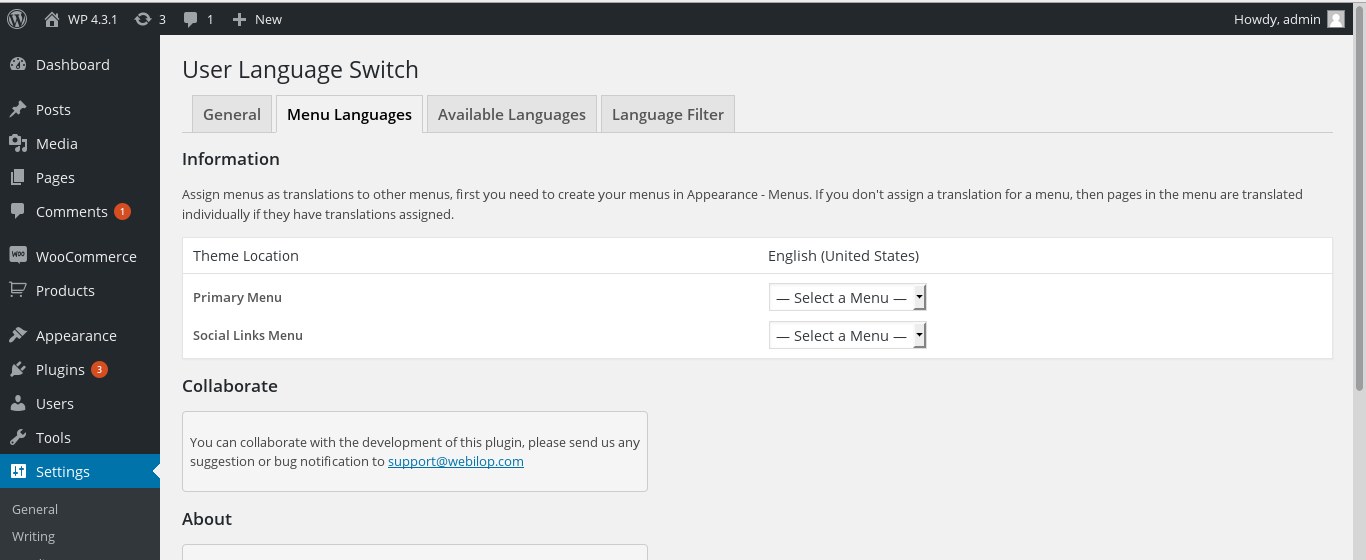 WP 4.3.1 3 1 New Howdy, admin
Dashboard
Posts
Media
Pages
Comments 1
WooCommerce
Products
Appearance
Plugins 3
Users
Tools
Settings
General
Writing
User Language Switch
General Menu Languages Available Languages Language Filter
Information
Assign menus as translations to other menus, first you need to create your menus in Appearance - Menus. If you don't assign a translation for a menu, then pages in the menu are translated
individually if they have translations assigned.
Theme Location English (United States)
Primary Menu — Select a Menu —
Social Links Menu — Select a Menu —
Collaborate
You can collaborate with the development of this plugin, please send us any
suggestion or bug notification to support@webilop.com
About